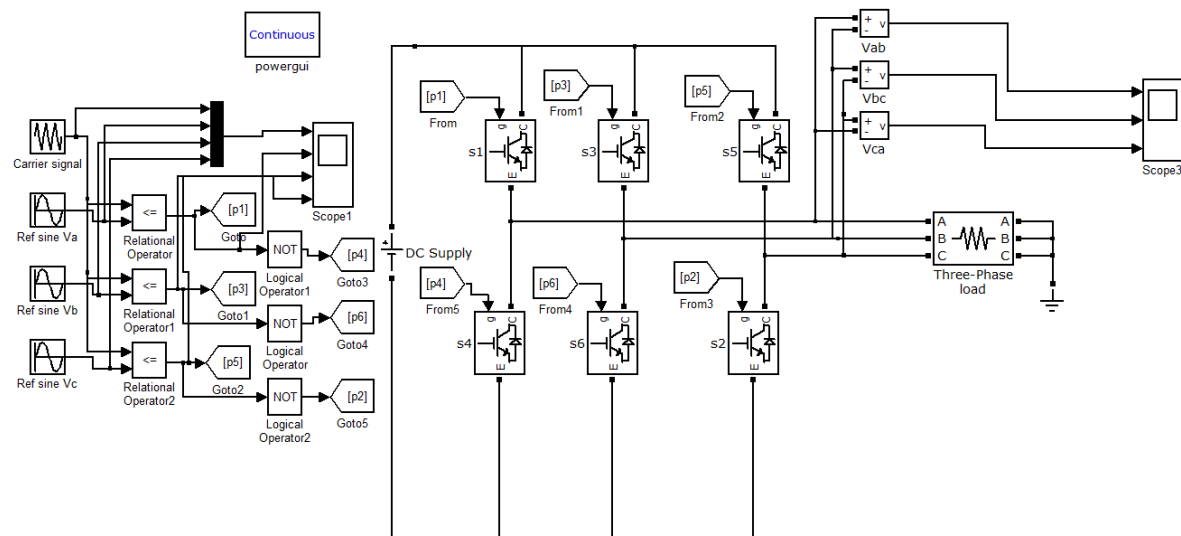 Continuous
powergui
Carrier signal
Ref sine Va
Ref sine Vb
Ref sine Vc
<=
Relational
Operator
<=
Relational
Operator1
<=
Relational
Operator2
Scope1
[p1]
Goto
NOT
Logical
Operator1
[p4]
Goto3
[p3]
Goto1
NOT
Logical
Operator
[p6]
Goto4
[p5]
Goto2
NOT
Logical
Operator2
[p2]
Goto5
+
DC Supply
[p1]
From
g
C
s1
E
[p3]
From1
g
C
s3
E
[p5]
From2
g
C
s5
E
[p4]
From5
g
C
s4
E
[p6]
From4
g
C
s6
E
[p2]
From3
g
C
s2
E
+
-
v
Vab
+
-
v
Vbc
+
-
v
Vca
Scope3
A
B
C
A
B
C
Three-Phase
load